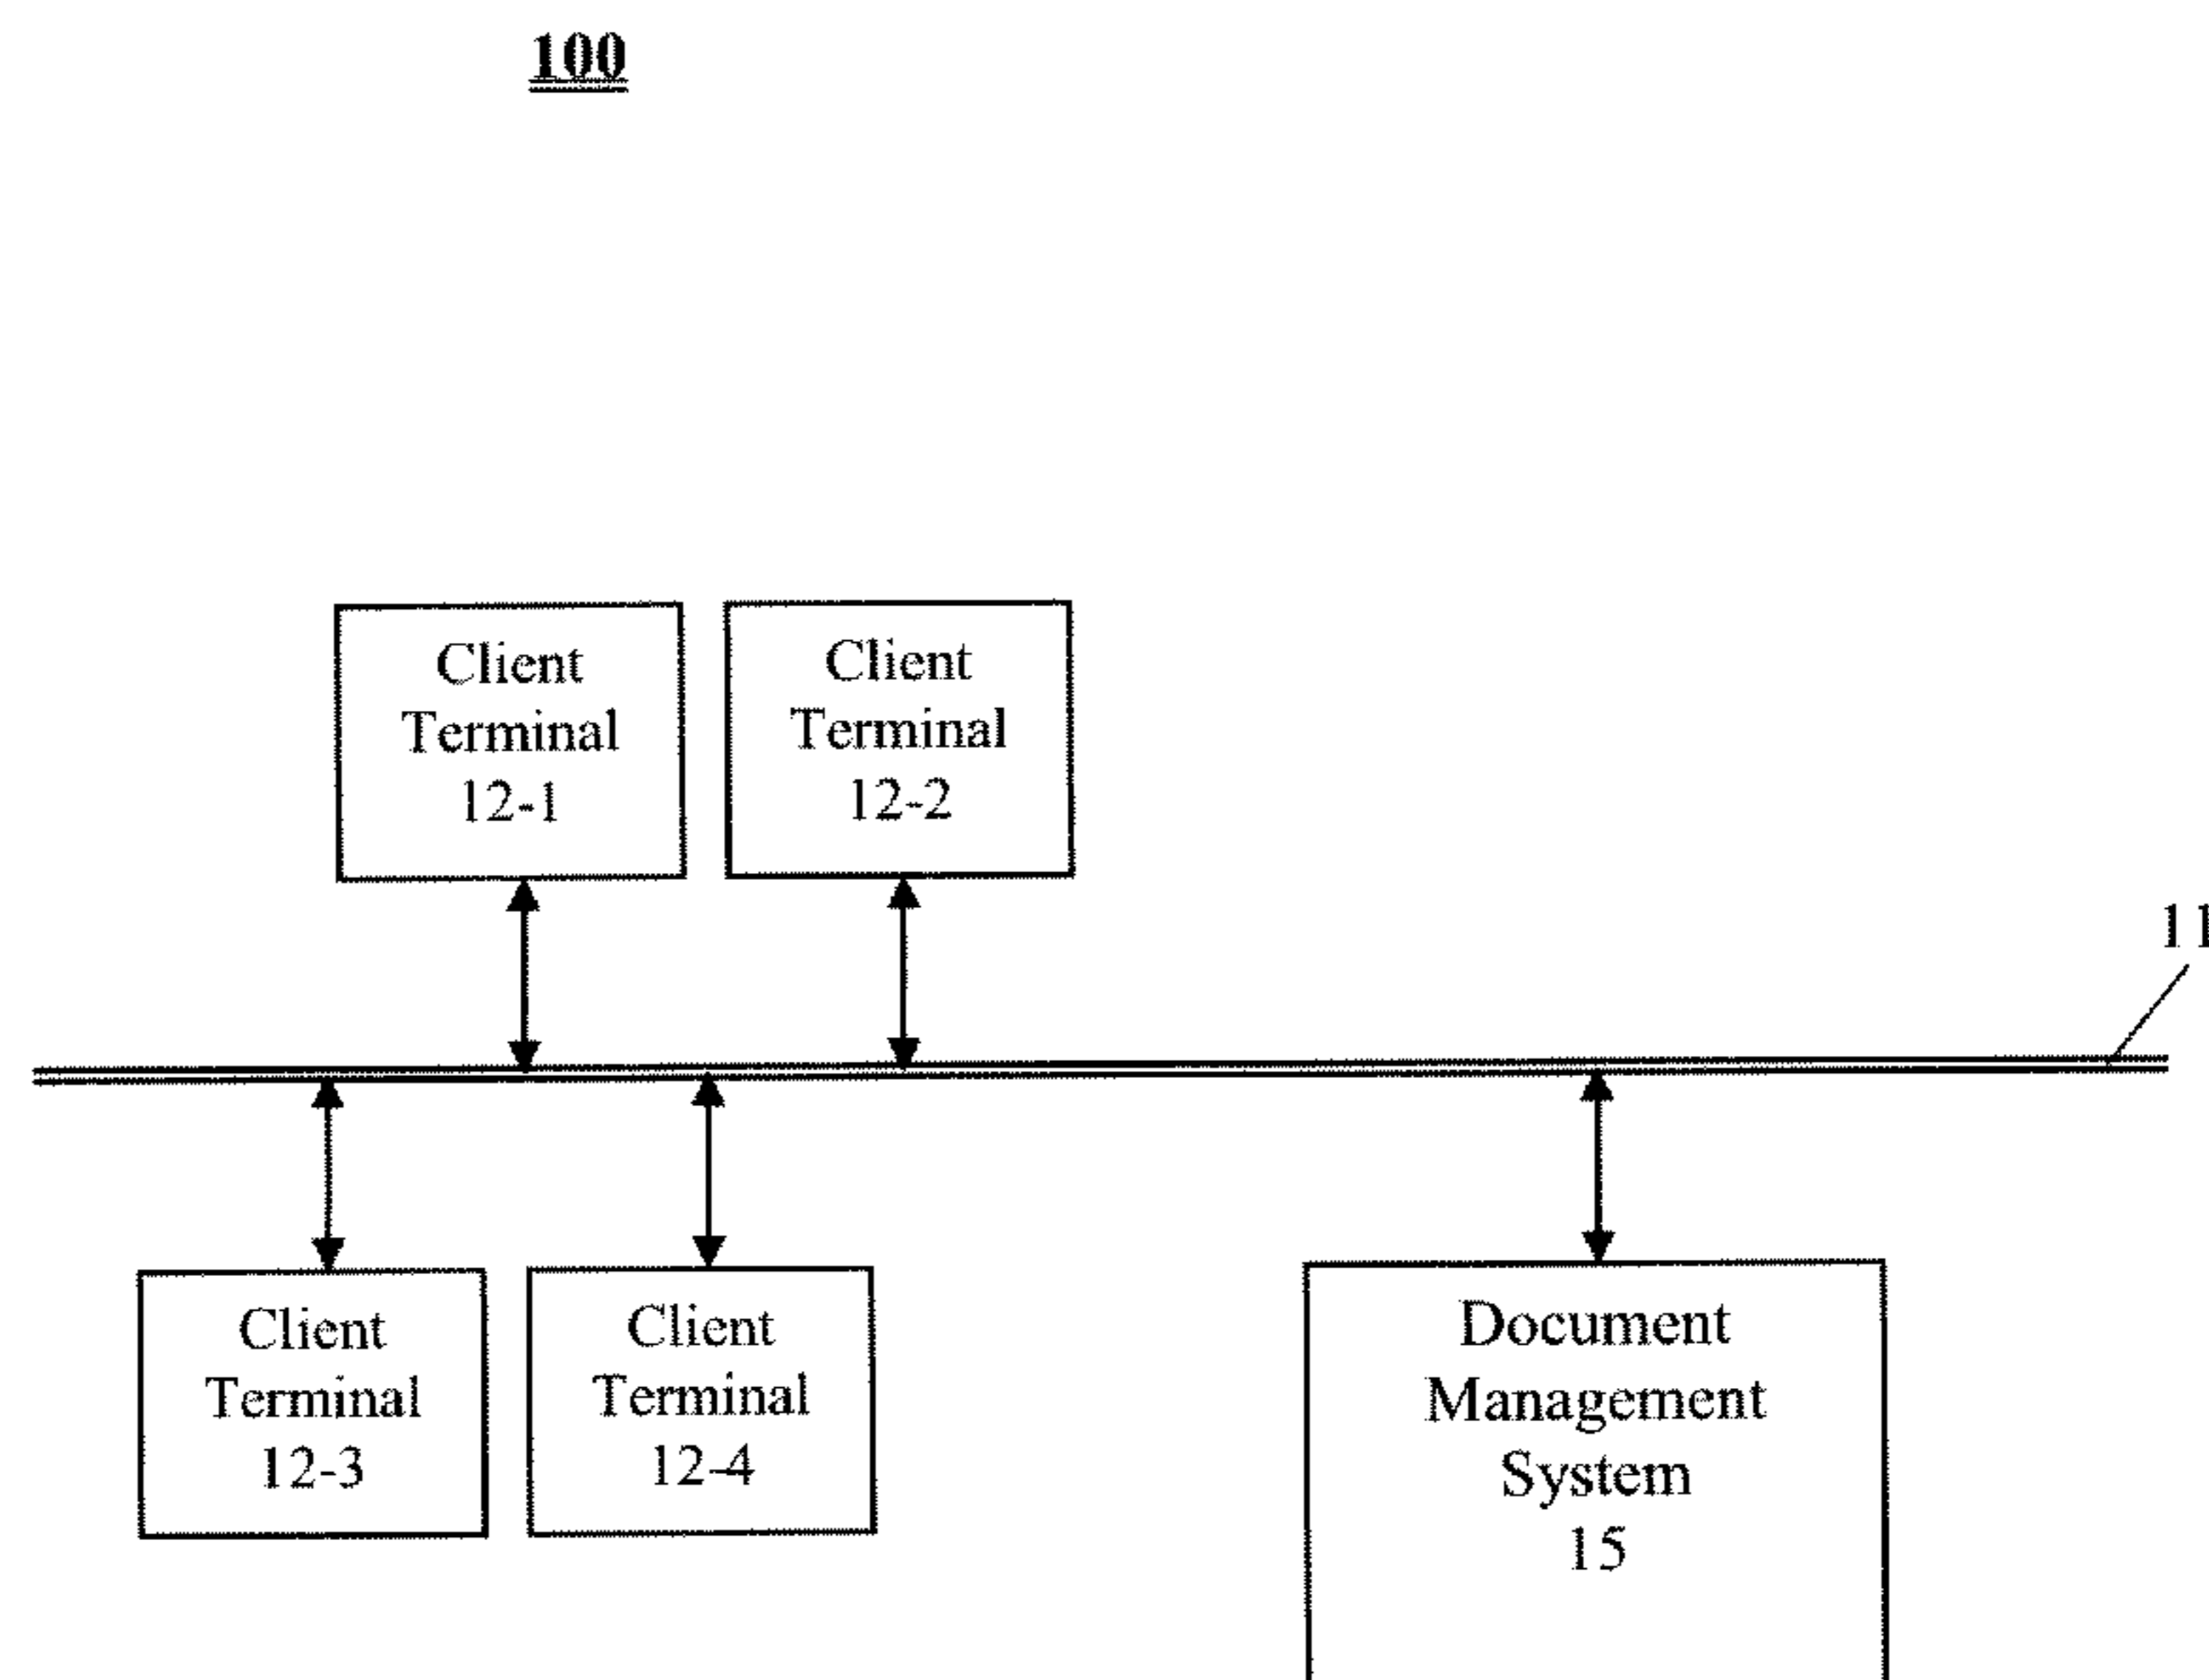 100
Client
Terminal
12-1
Client
Terminal
12-2
11
Client
Terminal
12-3
Client
Terminal
12-4
Document
Management
System
15